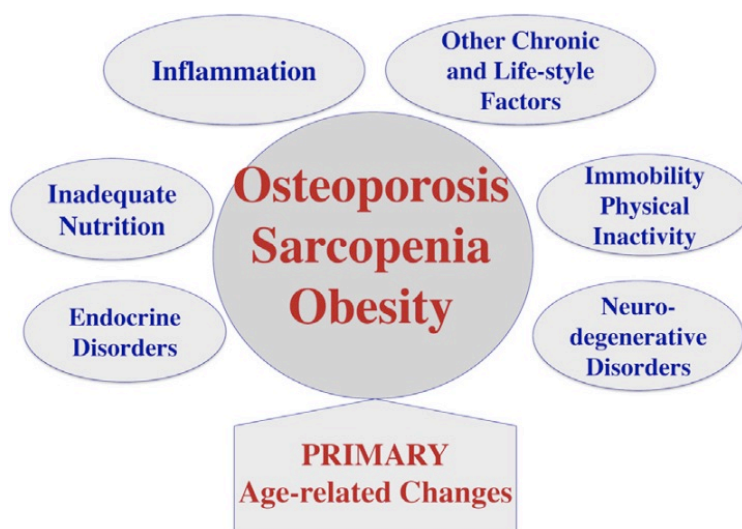 Inflammation
Other Chronic
and Life-style
Factors
Osteoporosis
Sarcopenia
Obesity
Inadequate
Nutrition
Immobility
Physical
Inactivity
Endocrine
Disorders
Neuro-
degenerative
Disorders
PRIMARY
Age-related Changes